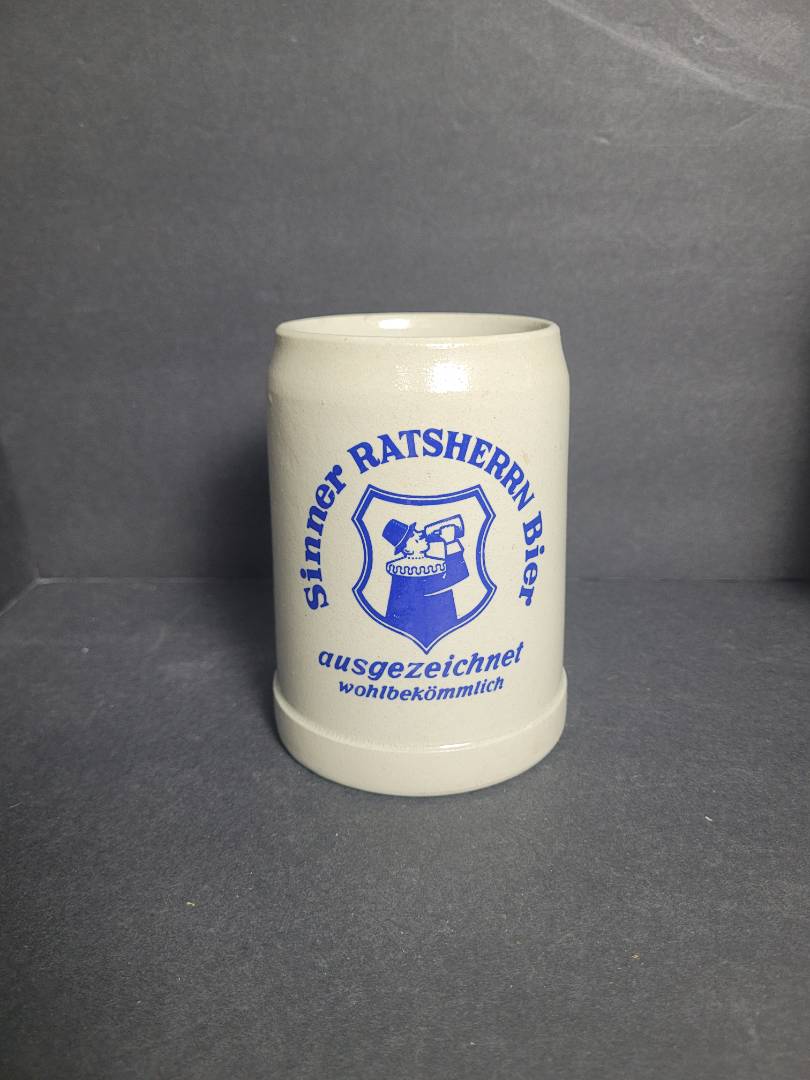 Sinner RATSHERRN Bier
ausgezeichnet
wohlbekömmlich